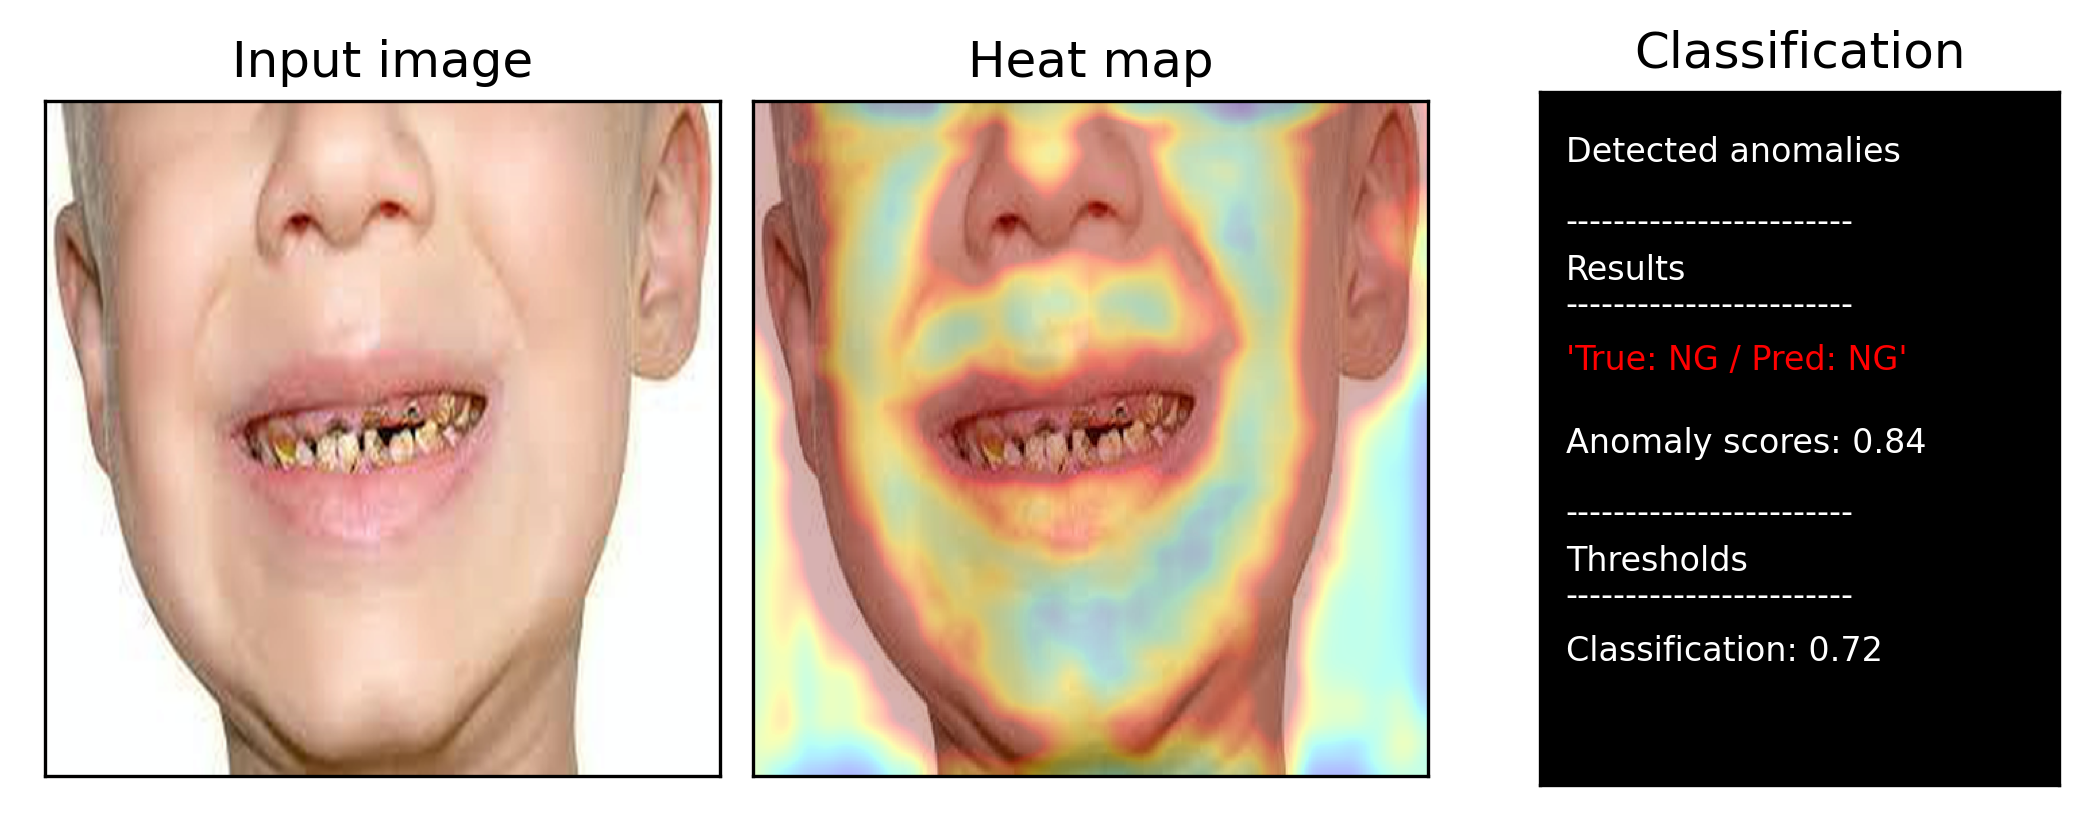 Input image
Heat map
Classification
Detected anomalies
------------------------
Results
------------------------
'True: NG / Pred: NG'
Anomaly scores: 0.84
------------------------
Thresholds
------------------------
Classification: 0.72